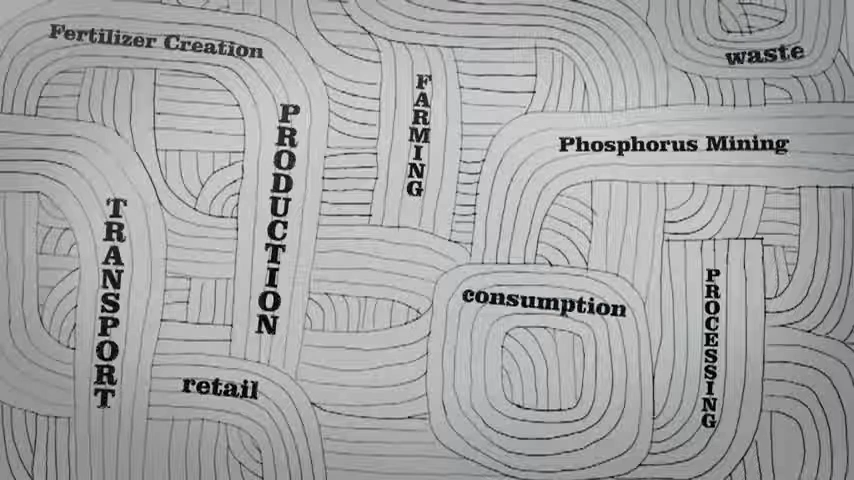 Fertilizer Creation
waste
FARMING
PRODUCTION
Phosphorus Mining
TRANSPORT
consumption
PROCESSING
retail